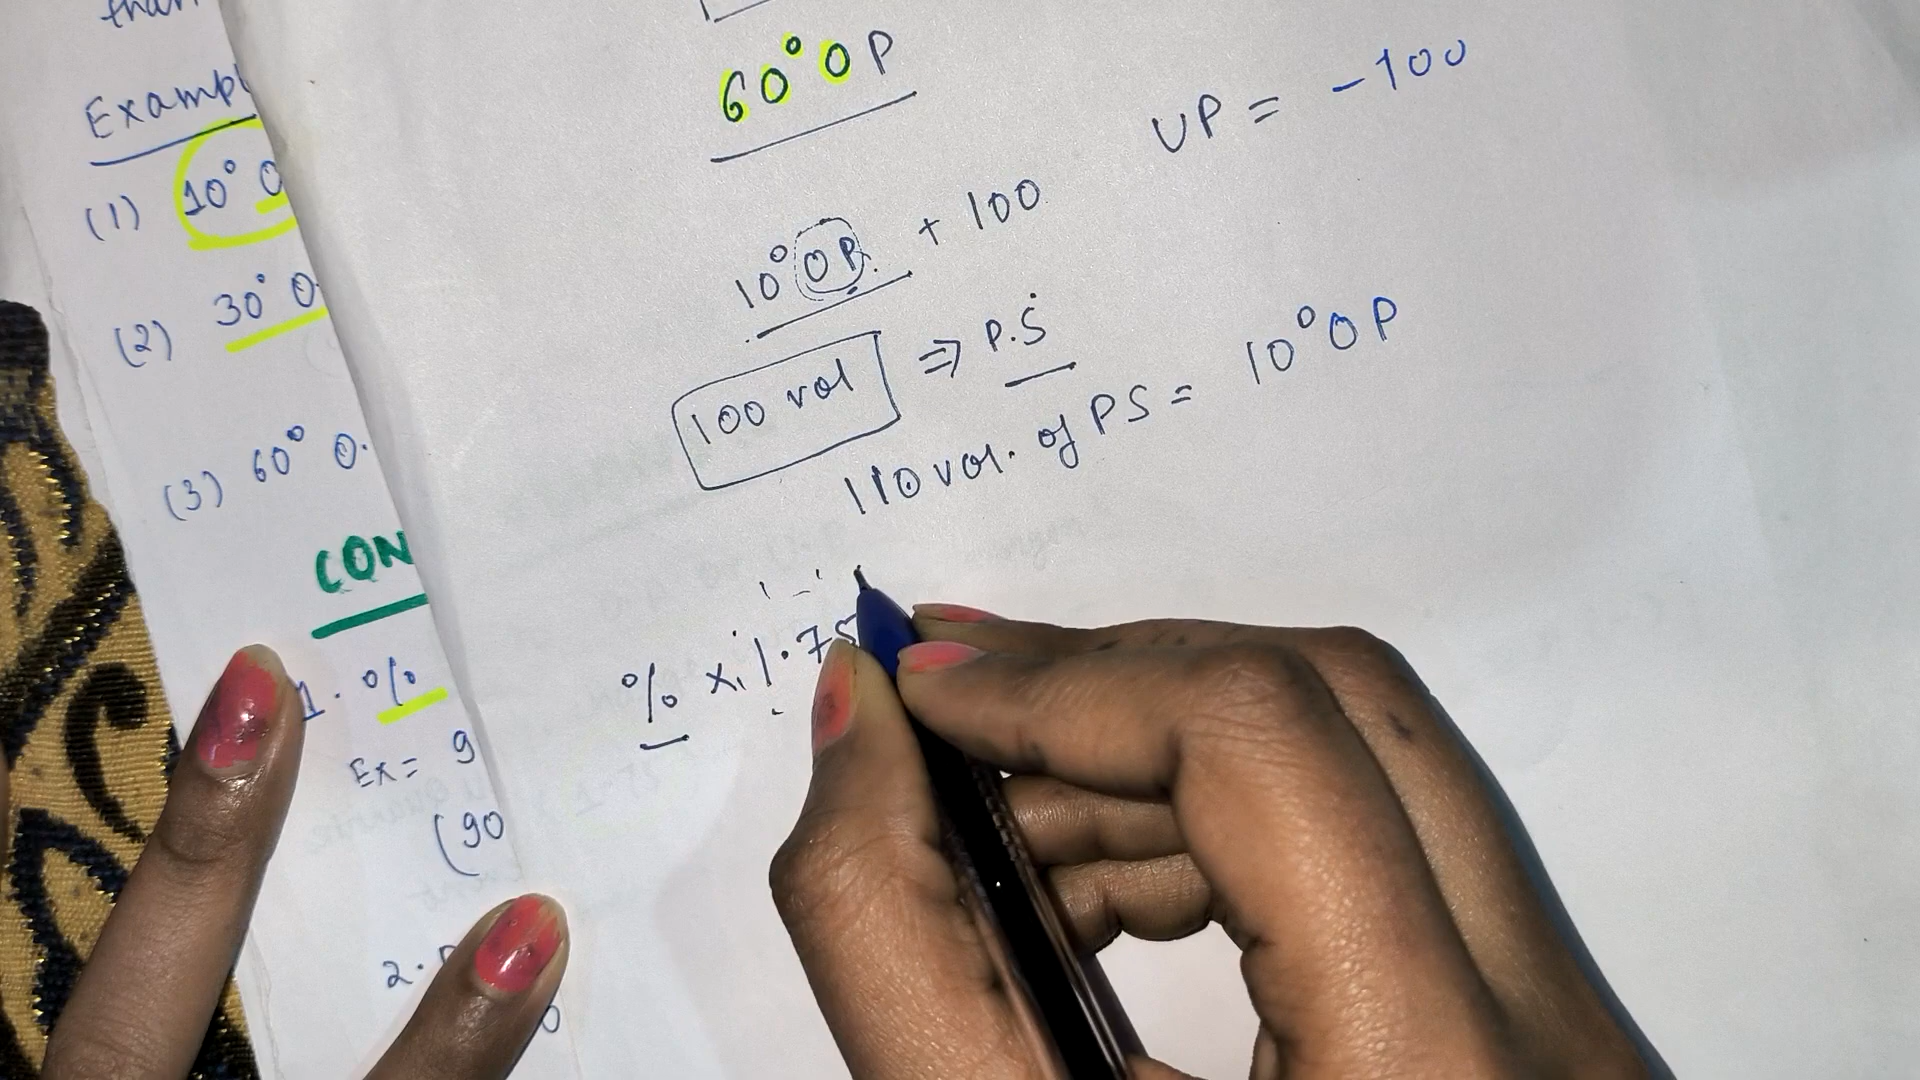 Exampl
(1) 10° O
(2) 30° O.
(3) 60° O.
CON
1. %
Ex = 9
(90
2.
60° OP
UP = -100
10° OP. + 100
100 vol ⇒ P.S
110 vol. of PS = 10° OP
% x 1.75